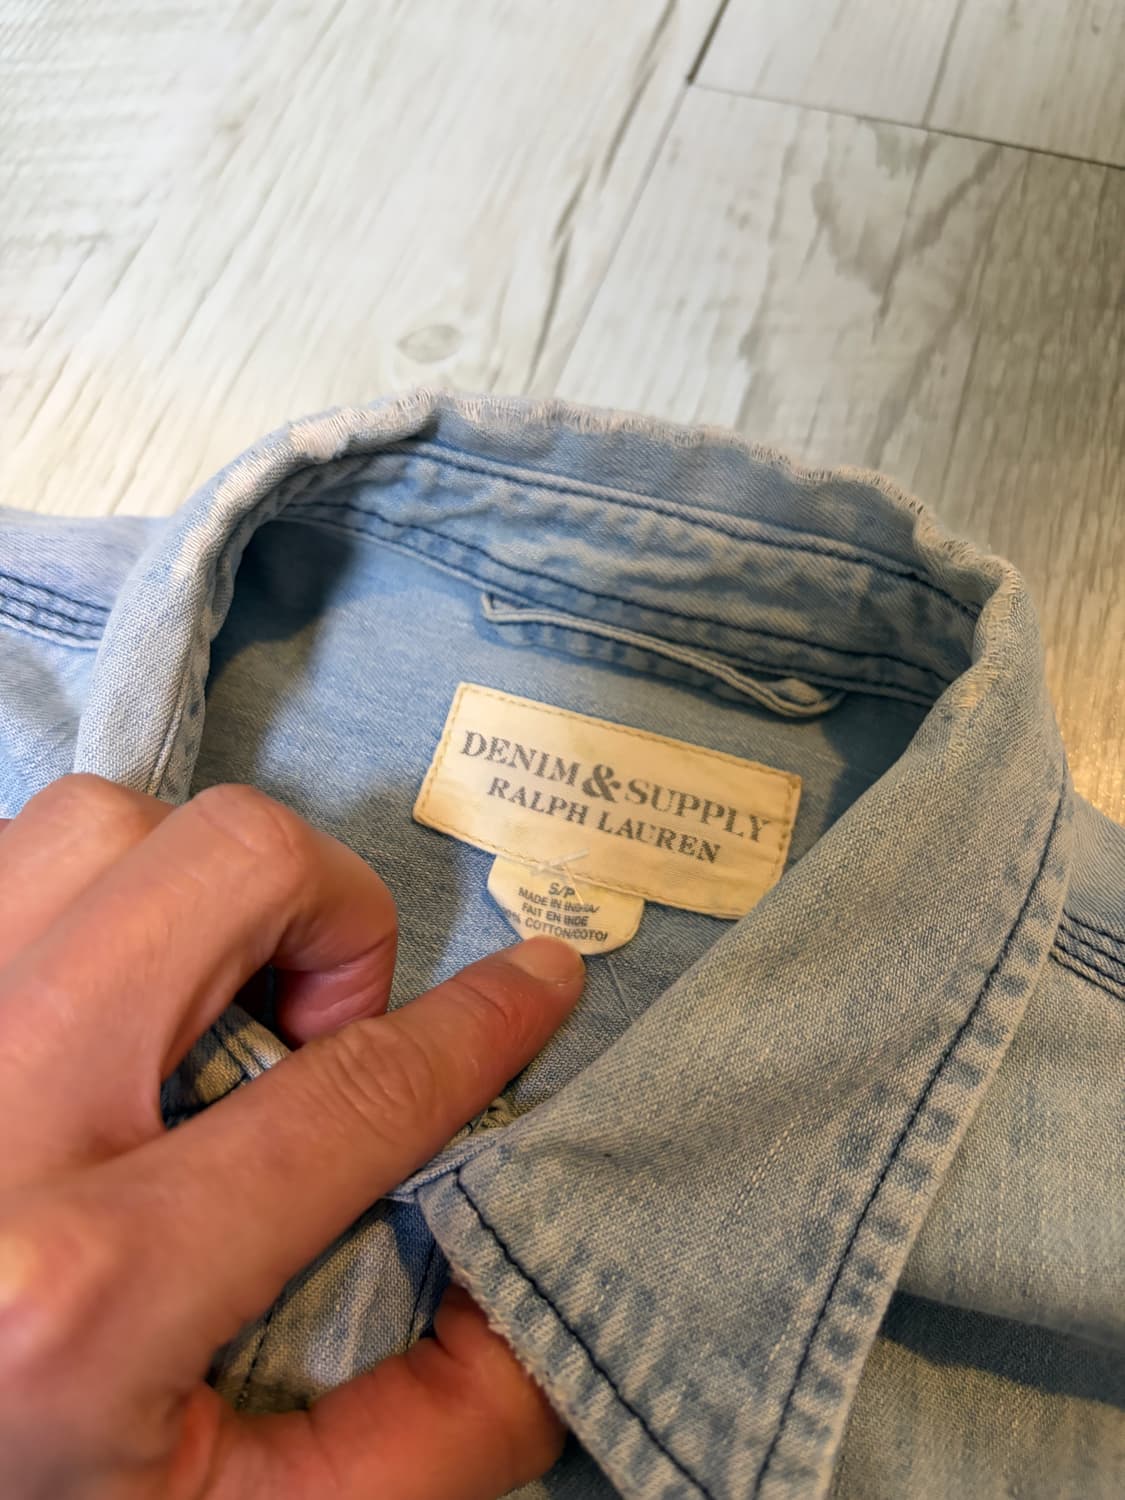 DENIM & SUPPLY
RALPH LAUREN
S/P
MADE IN INDIA/
FAIT EN INDE
% COTTON/COTO